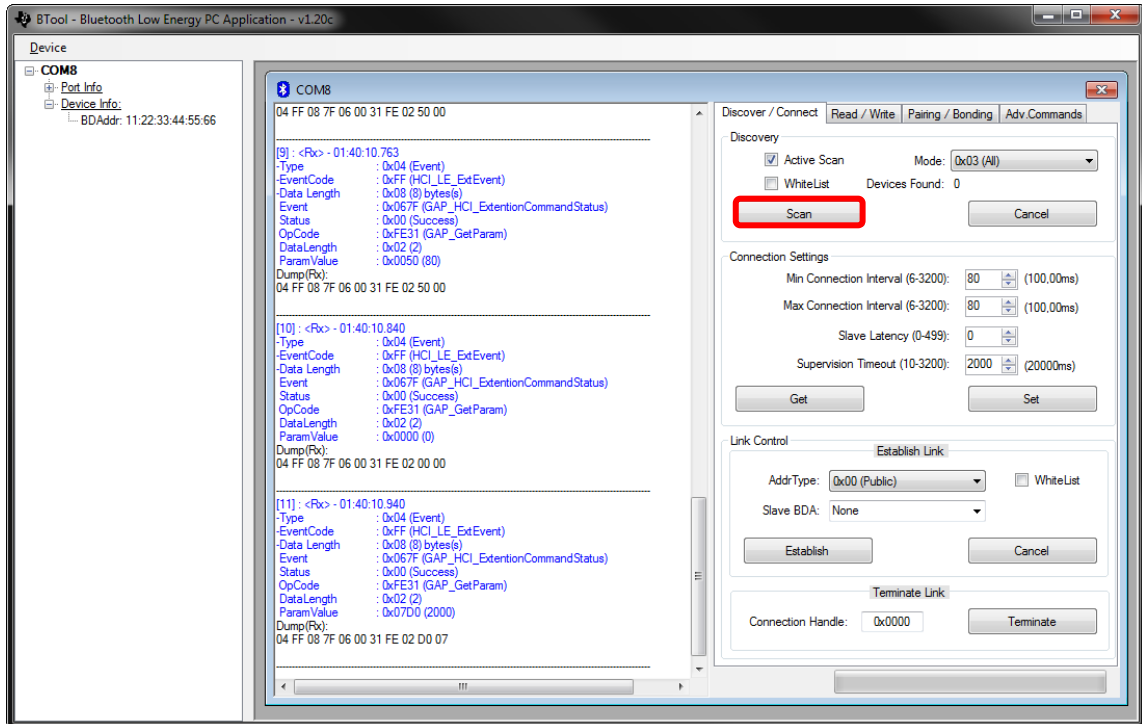 BTool - Bluetooth Low Energy PC Application - v1.20c
Device
COM8
Port Info
Device Info:
BDAddr: 11:22:33:44:55:66
COM8
04 FF 08 7F 06 00 31 FE 02 50 00
[9] : <Rx> - 01:40:10.763
-Type : 0x04 (Event)
-EventCode : 0xFF (HCI_LE_ExtEvent)
-Data Length : 0x08 (8) bytes(s)
Event : 0x067F (GAP_HCI_ExtentionCommandStatus)
Status : 0x00 (Success)
OpCode : 0xFE31 (GAP_GetParam)
DataLength : 0x02 (2)
ParamValue : 0x0050 (80)
Dump(Rx):
04 FF 08 7F 06 00 31 FE 02 50 00
[10] : <Rx> - 01:40:10.840
-Type : 0x04 (Event)
-EventCode : 0xFF (HCI_LE_ExtEvent)
-Data Length : 0x08 (8) bytes(s)
Event : 0x067F (GAP_HCI_ExtentionCommandStatus)
Status : 0x00 (Success)
OpCode : 0xFE31 (GAP_GetParam)
DataLength : 0x02 (2)
ParamValue : 0x0000 (0)
Dump(Rx):
04 FF 08 7F 06 00 31 FE 02 00 00
[11] : <Rx> - 01:40:10.940
-Type : 0x04 (Event)
-EventCode : 0xFF (HCI_LE_ExtEvent)
-Data Length : 0x08 (8) bytes(s)
Event : 0x067F (GAP_HCI_ExtentionCommandStatus)
Status : 0x00 (Success)
OpCode : 0xFE31 (GAP_GetParam)
DataLength : 0x02 (2)
ParamValue : 0x07D0 (2000)
Dump(Rx):
04 FF 08 7F 06 00 31 FE 02 D0 07
Discover / Connect Read / Write Pairing / Bonding Adv.Commands
Discovery
Active Scan Mode: 0x03 (All)
WhiteList Devices Found: 0
Scan Cancel
Connection Settings
Min Connection Interval (6-3200): 80 (100,00ms)
Max Connection Interval (6-3200): 80 (100,00ms)
Slave Latency (0-499): 0
Supervision Timeout (10-3200): 2000 (20000ms)
Get Set
Link Control
Establish Link
AddrType: 0x00 (Public) WhiteList
Slave BDA: None
Establish Cancel
Terminate Link
Connection Handle: 0x0000 Terminate